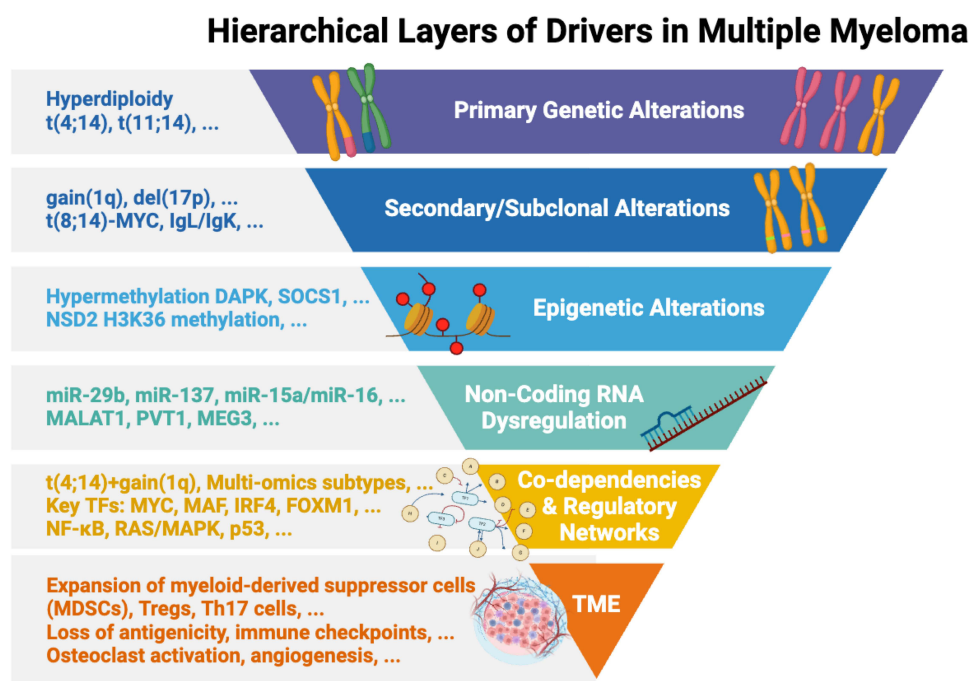 Hierarchical Layers of Drivers in Multiple Myeloma
Hyperdiploidy
t(4;14), t(11;14), ...
Primary Genetic Alterations
gain(1q), del(17p), ...
t(8;14)-MYC, IgL/IgK, ...
Secondary/Subclonal Alterations
Hypermethylation DAPK, SOCS1, ...
NSD2 H3K36 methylation, ...
Epigenetic Alterations
miR-29b, miR-137, miR-15a/miR-16, ...
MALAT1, PVT1, MEG3, ...
Non-Coding RNA
Dysregulation
t(4;14)+gain(1q), Multi-omics subtypes, ...
Key TFs: MYC, MAF, IRF4, FOXM1, ...
NF-κB, RAS/MAPK, p53, ...
Co-dependencies
& Regulatory
Networks
Expansion of myeloid-derived suppressor cells
(MDSCs), Tregs, Th17 cells, ...
Loss of antigenicity, immune checkpoints, ...
Osteoclast activation, angiogenesis, ...
TME